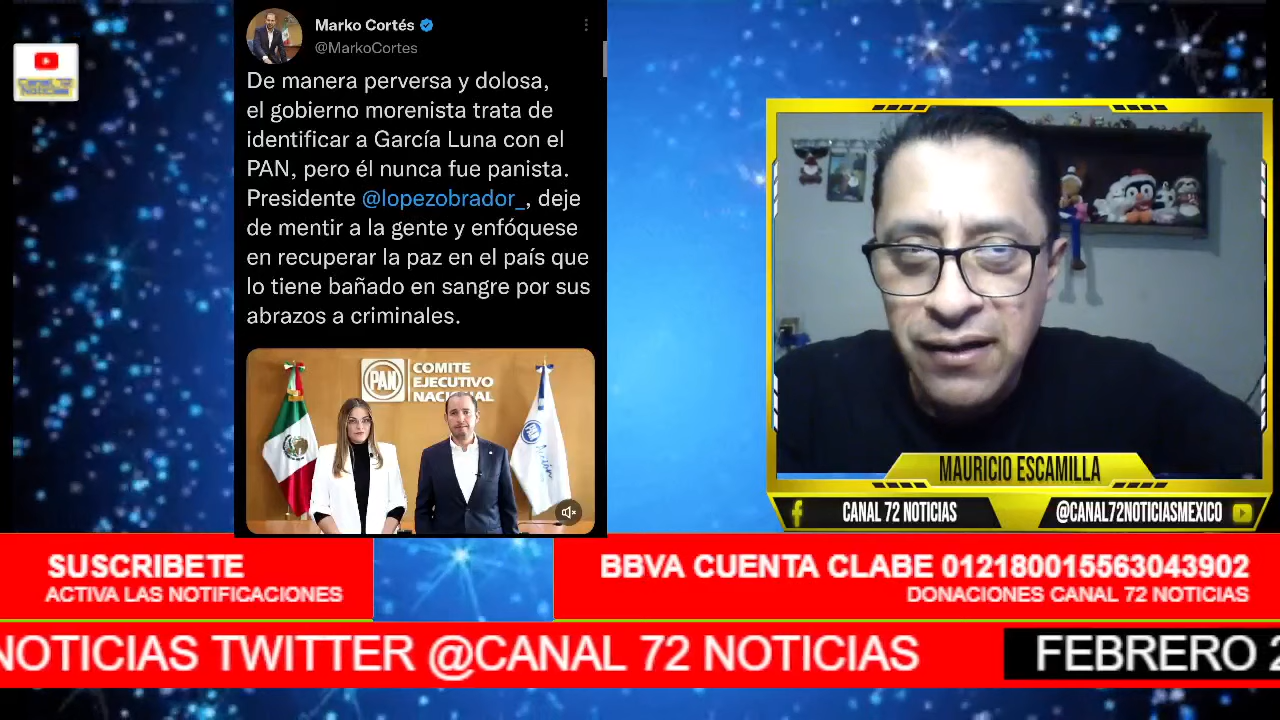 Marko Cortés
@MarkoCortes
De manera perversa y dolosa,
el gobierno morenista trata de
identificar a García Luna con el
PAN, pero él nunca fue panista.
Presidente @lopezobrador_, deje
de mentir a la gente y enfóquese
en recuperar la paz en el país que
lo tiene bañado en sangre por sus
abrazos a criminales.
PAN
COMITE
EJECUTIVO
NACIONAL
PAN
Canal 72
Noticias
MAURICIO ESCAMILLA
CANAL 72 NOTICIAS
@CANAL72NOTICIASMEXICO
SUSCRIBETE
ACTIVA LAS NOTIFICACIONES
BBVA CUENTA CLABE 012180015563043902
DONACIONES CANAL 72 NOTICIAS
NOTICIAS TWITTER @CANAL 72 NOTICIAS
FEBRERO 2